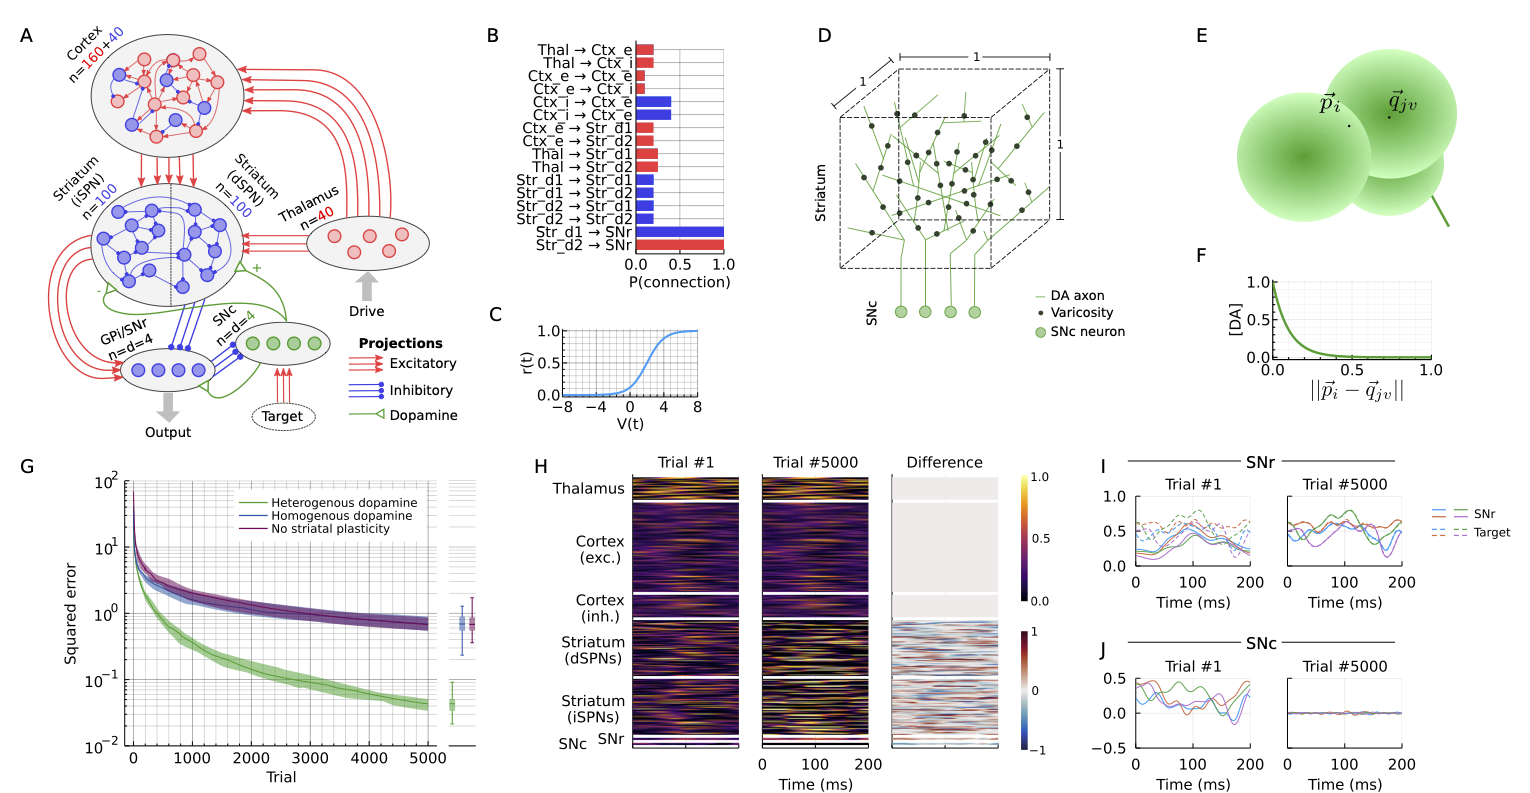 A
Cortex
n=160+40
Striatum
(iSPN)
n=100
Striatum
(dSPN)
n=100
Thalamus
n=40
+
-
Drive
GPi/SNr
n=d=4
SNc
n=d=4
Output
Target
Projections
Excitatory
Inhibitory
Dopamine
B
Thal → Ctx_e
Thal → Ctx_i
Ctx_e → Ctx_e
Ctx_e → Ctx_i
Ctx_i → Ctx_e
Ctx_i → Ctx_e
Ctx_e → Str_d1
Ctx_e → Str_d2
Thal → Str_d1
Thal → Str_d2
Str_d1 → Str_d1
Str_d1 → Str_d2
Str_d2 → Str_d1
Str_d2 → Str_d2
Str_d1 → SNr
Str_d2 → SNr
0.0 0.5 1.0
P(connection)
C
1.0
0.5
0.0
r(t)
−8 −4 0 4 8
V(t)
D
1
1
1
Striatum
SNc
DA axon
Varicosity
SNc neuron
E
p⃗_i
q⃗_jv
F
1.0
0.5
0.0
[DA]
0.0 0.5 1.0
||p⃗_i − q⃗_jv||
G
10²
10¹
10⁰
10⁻¹
10⁻²
Squared error
Heterogenous dopamine
Homogenous dopamine
No striatal plasticity
0 1000 2000 3000 4000 5000
Trial
H
Trial #1 Trial #5000 Difference
Thalamus
Cortex
(exc.)
Cortex
(inh.)
Striatum
(dSPNs)
Striatum
(iSPNs)
SNr
SNc
0 100 200
Time (ms)
1.0
0.5
0.0
1
0
−1
I
SNr
Trial #1 Trial #5000
1.0
0.5
0.0
0 100 200
Time (ms)
0 100 200
Time (ms)
SNr
Target
J
SNc
Trial #1 Trial #5000
0.5
0.0
−0.5
0 100 200
Time (ms)
0 100 200
Time (ms)